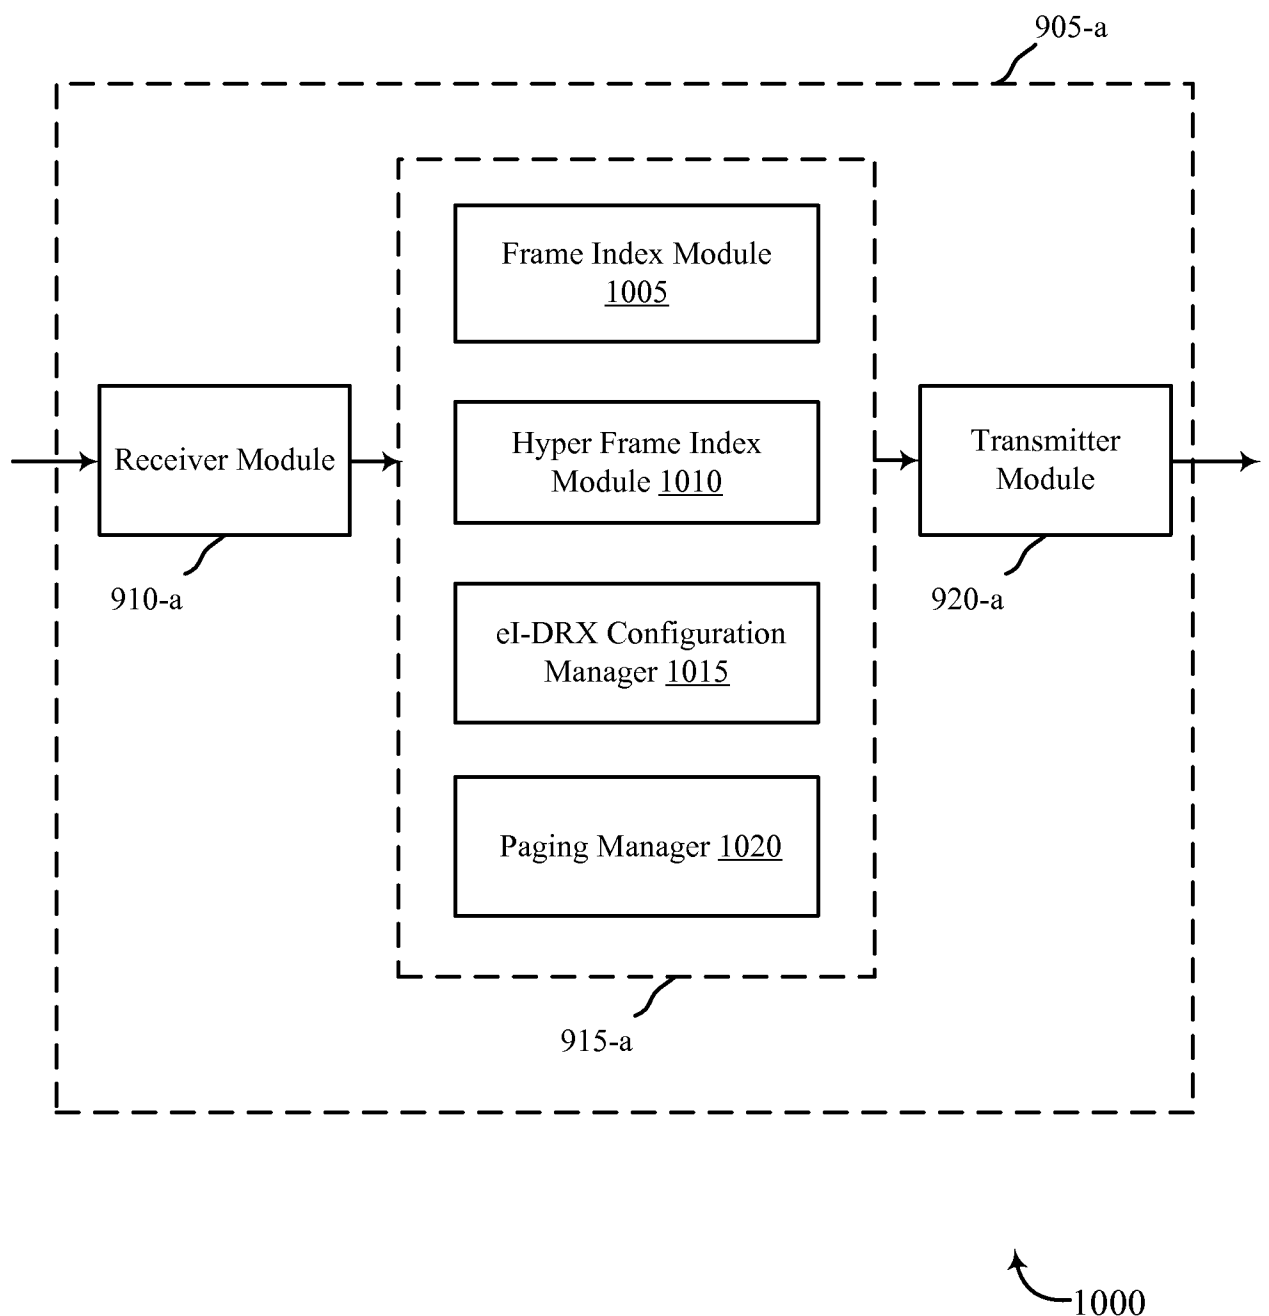 905-a
Frame Index Module
1005
Receiver Module
910-a
Hyper Frame Index
Module 1010
eI-DRX Configuration
Manager 1015
Paging Manager 1020
915-a
Transmitter
Module
920-a
1000